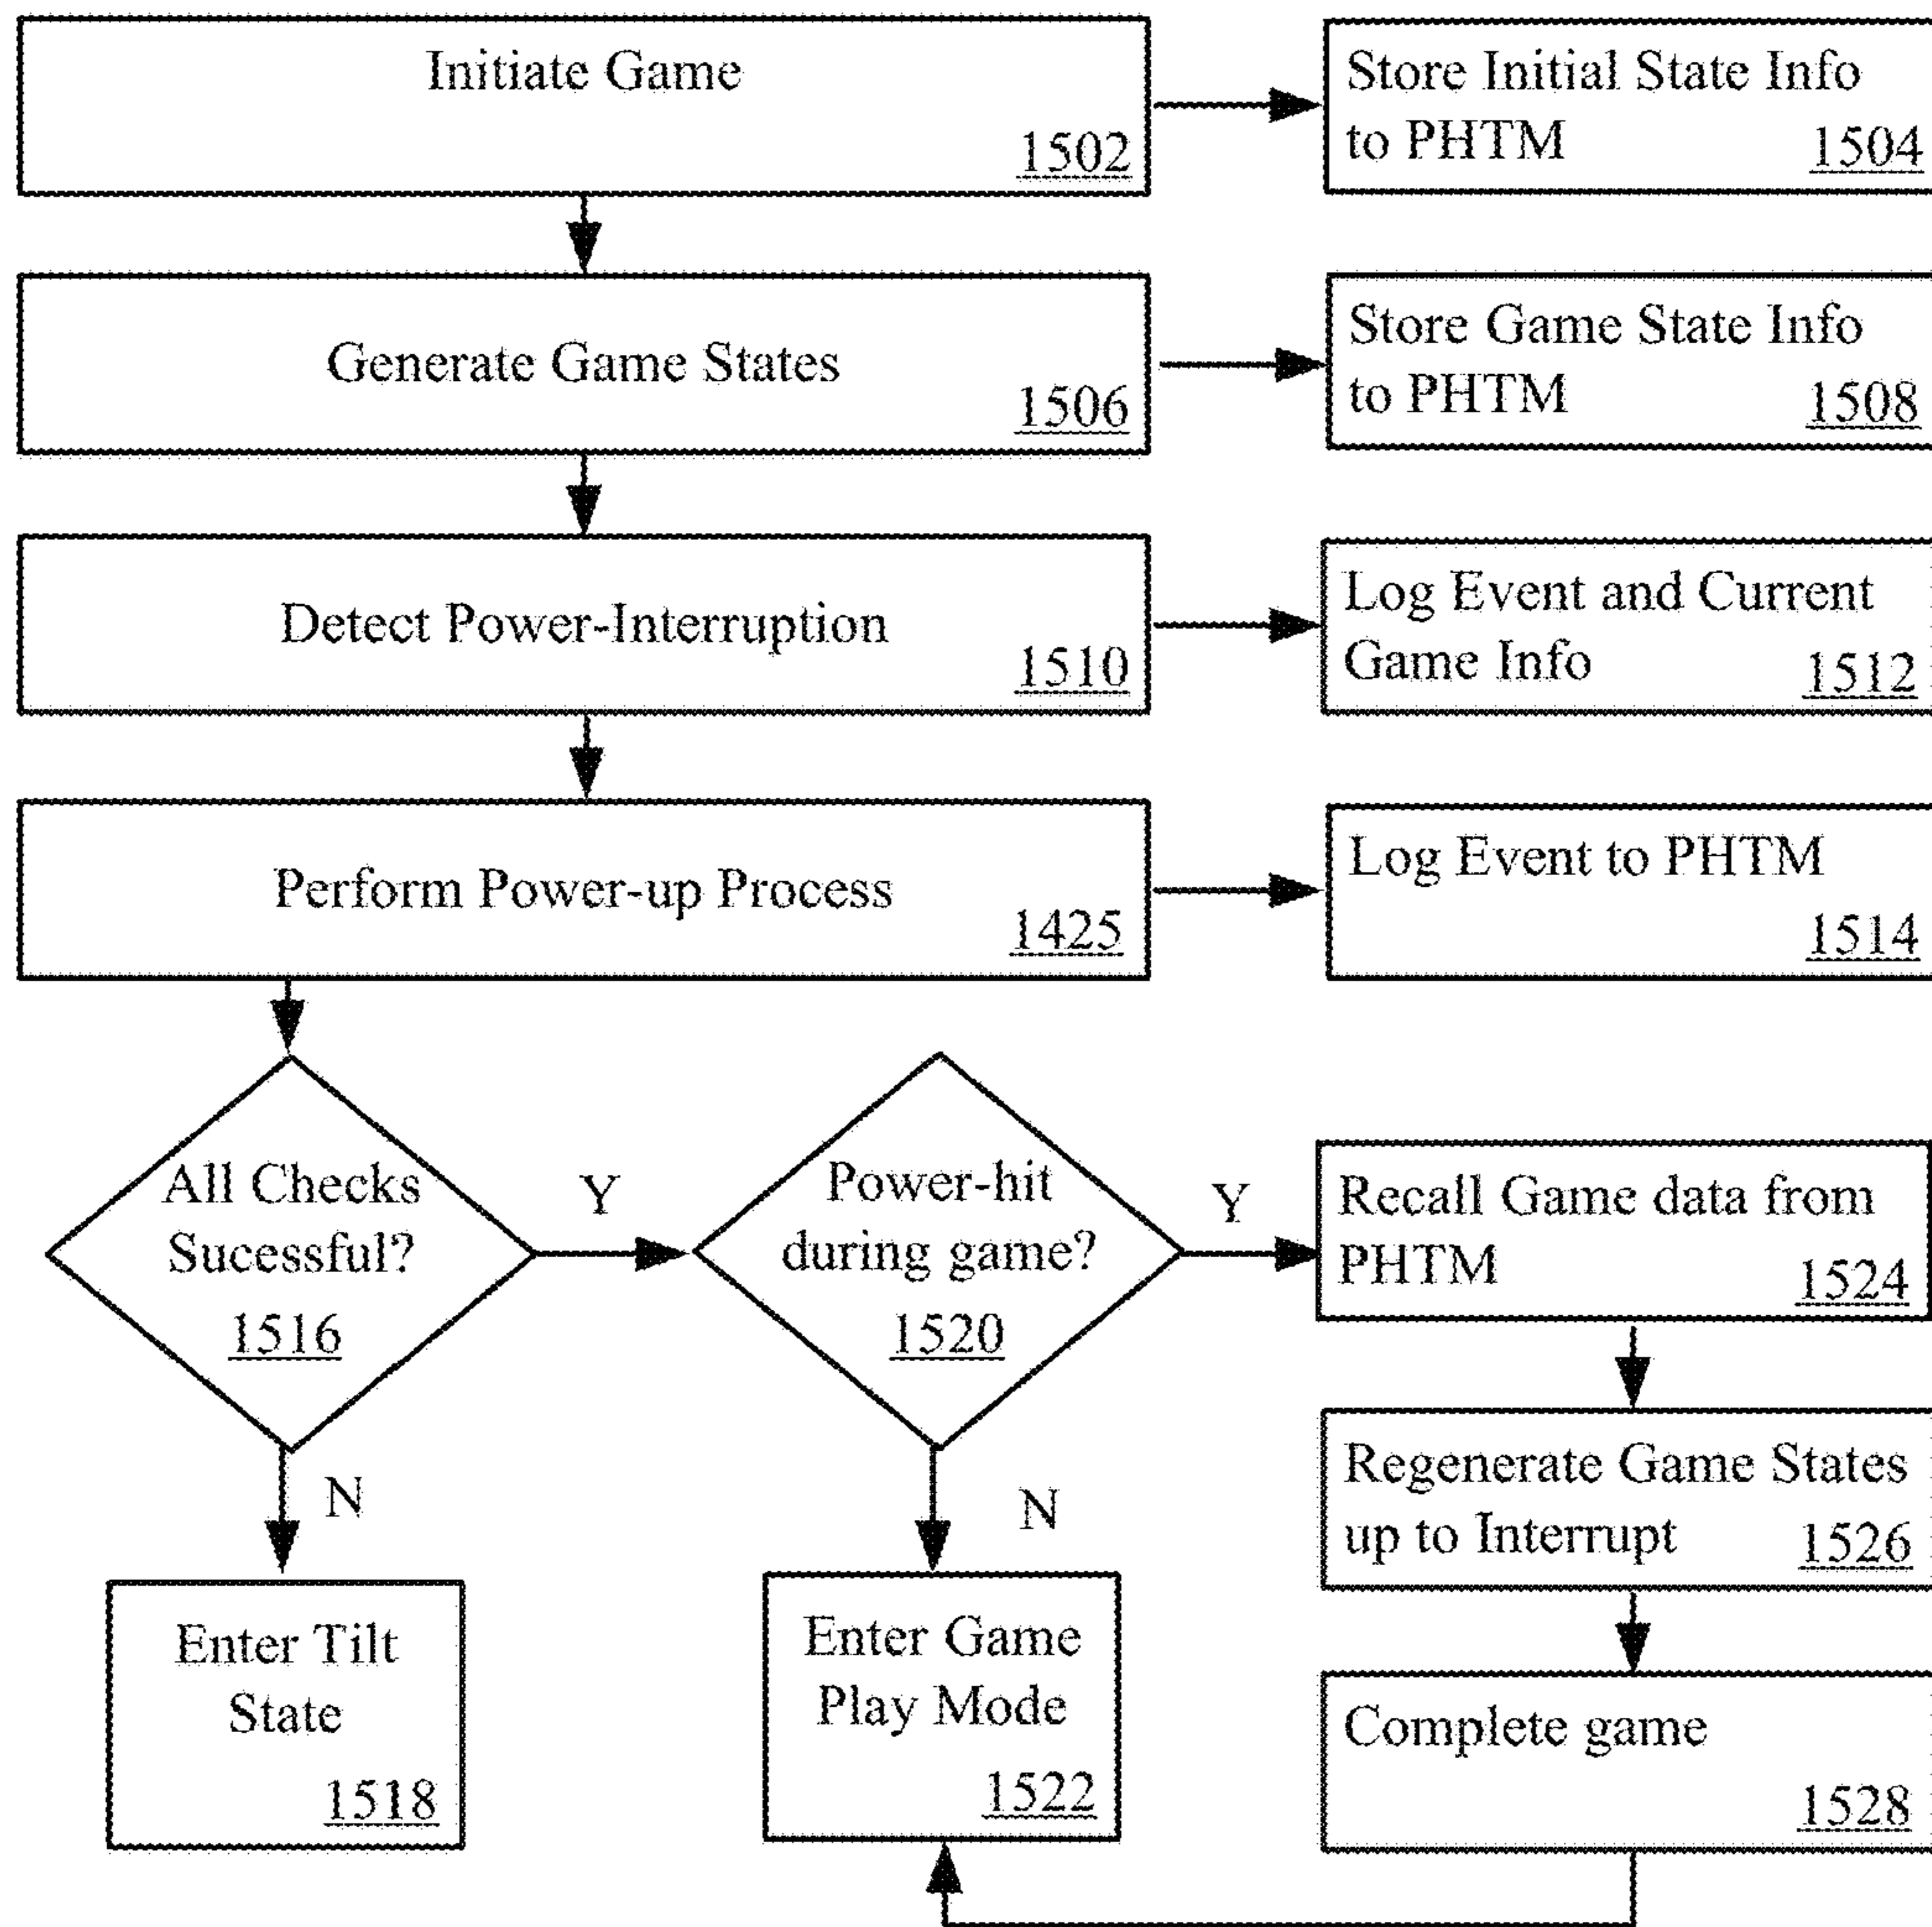 Initiate Game
1502
Store Initial State Info
to PHTM
1504
Generate Game States
1506
Store Game State Info
to PHTM
1508
Detect Power-Interruption
1510
Log Event and Current
Game Info
1512
Perform Power-up Process
1425
Log Event to PHTM
1514
All Checks
Sucessful?
1516
Y
N
Power-hit
during game?
1520
Y
N
Recall Game data from
PHTM
1524
Regenerate Game States
up to Interrupt
1526
Enter Tilt
State
1518
Enter Game
Play Mode
1522
Complete game
1528